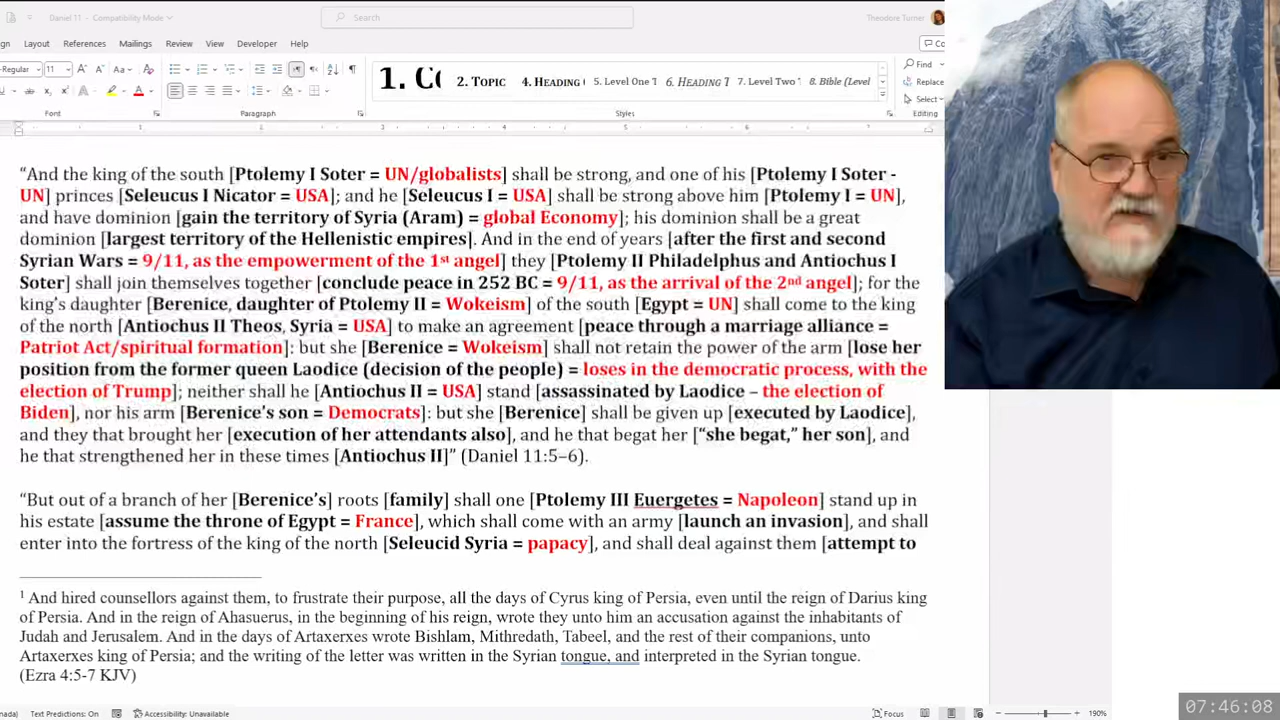 Daniel 11 - Compatibility Mode
Search
Theodore Turner
Layout References Mailings Review View Developer Help
Regular 11 Aa
1. 2. TOPIC 4. HEADING 5. Level One 6. HEADING 7. Level Two 8. Bible (Level
Find
Replace
Select
Font Paragraph Styles
1 2 3 4 5 6 7
“And the king of the south [Ptolemy I Soter = UN/globalists] shall be strong, and one of his [Ptolemy I Soter -
UN] princes [Seleucus I Nicator = USA]; and he [Seleucus I = USA] shall be strong above him [Ptolemy I = UN],
and have dominion [gain the territory of Syria (Aram) = global Economy]; his dominion shall be a great
dominion [largest territory of the Hellenistic empires]. And in the end of years [after the first and second
Syrian Wars = 9/11, as the empowerment of the 1st angel] they [Ptolemy II Philadelphus and Antiochus I
Soter] shall join themselves together [conclude peace in 252 BC = 9/11, as the arrival of the 2nd angel]; for the
king’s daughter [Berenice, daughter of Ptolemy II = Wokeism] of the south [Egypt = UN] shall come to the king
of the north [Antiochus II Theos, Syria = USA] to make an agreement [peace through a marriage alliance =
Patriot Act/spiritual formation]: but she [Berenice = Wokeism] shall not retain the power of the arm [lose her
position from the former queen Laodice (decision of the people) = loses in the democratic process, with the
election of Trump]; neither shall he [Antiochus II = USA] stand [assassinated by Laodice – the election of
Biden], nor his arm [Berenice’s son = Democrats]: but she [Berenice] shall be given up [executed by Laodice],
and they that brought her [execution of her attendants also], and he that begat her [“she begat,” her son], and
he that strengthened her in these times [Antiochus II]” (Daniel 11:5–6).
“But out of a branch of her [Berenice’s] roots [family] shall one [Ptolemy III Euergetes = Napoleon] stand up in
his estate [assume the throne of Egypt = France], which shall come with an army [launch an invasion], and shall
enter into the fortress of the king of the north [Seleucid Syria = papacy], and shall deal against them [attempt to
1 And hired counsellors against them, to frustrate their purpose, all the days of Cyrus king of Persia, even until the reign of Darius king
of Persia. And in the reign of Ahasuerus, in the beginning of his reign, wrote they unto him an accusation against the inhabitants of
Judah and Jerusalem. And in the days of Artaxerxes wrote Bishlam, Mithredath, Tabeel, and the rest of their companions, unto
Artaxerxes king of Persia; and the writing of the letter was written in the Syrian tongue, and interpreted in the Syrian tongue.
(Ezra 4:5-7 KJV)
Text Predictions: On Accessibility: Unavailable Focus 190%
07:46:08